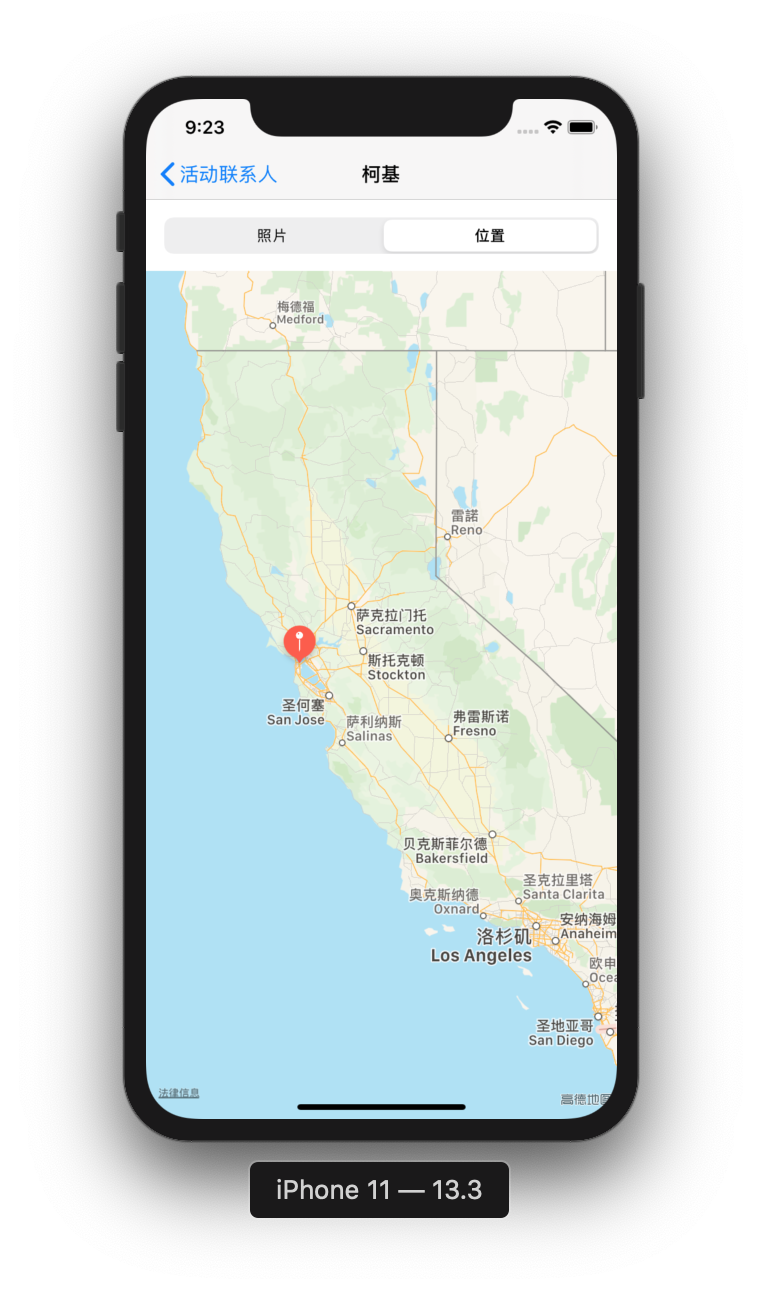 9:23
活动联系人
柯基
照片
位置
梅德福
Medford
雷諾
Reno
萨克拉门托
Sacramento
斯托克顿
Stockton
圣何塞
San Jose
萨利纳斯
Salinas
弗雷斯诺
Fresno
贝克斯菲尔德
Bakersfield
圣克拉里塔
Santa Clarita
奥克斯纳德
Oxnard
安纳海姆
Anaheim
洛杉矶
Los Angeles
欧申
Ocea
圣地亚哥
San Diego
法律信息
高德地图
iPhone 11 — 13.3